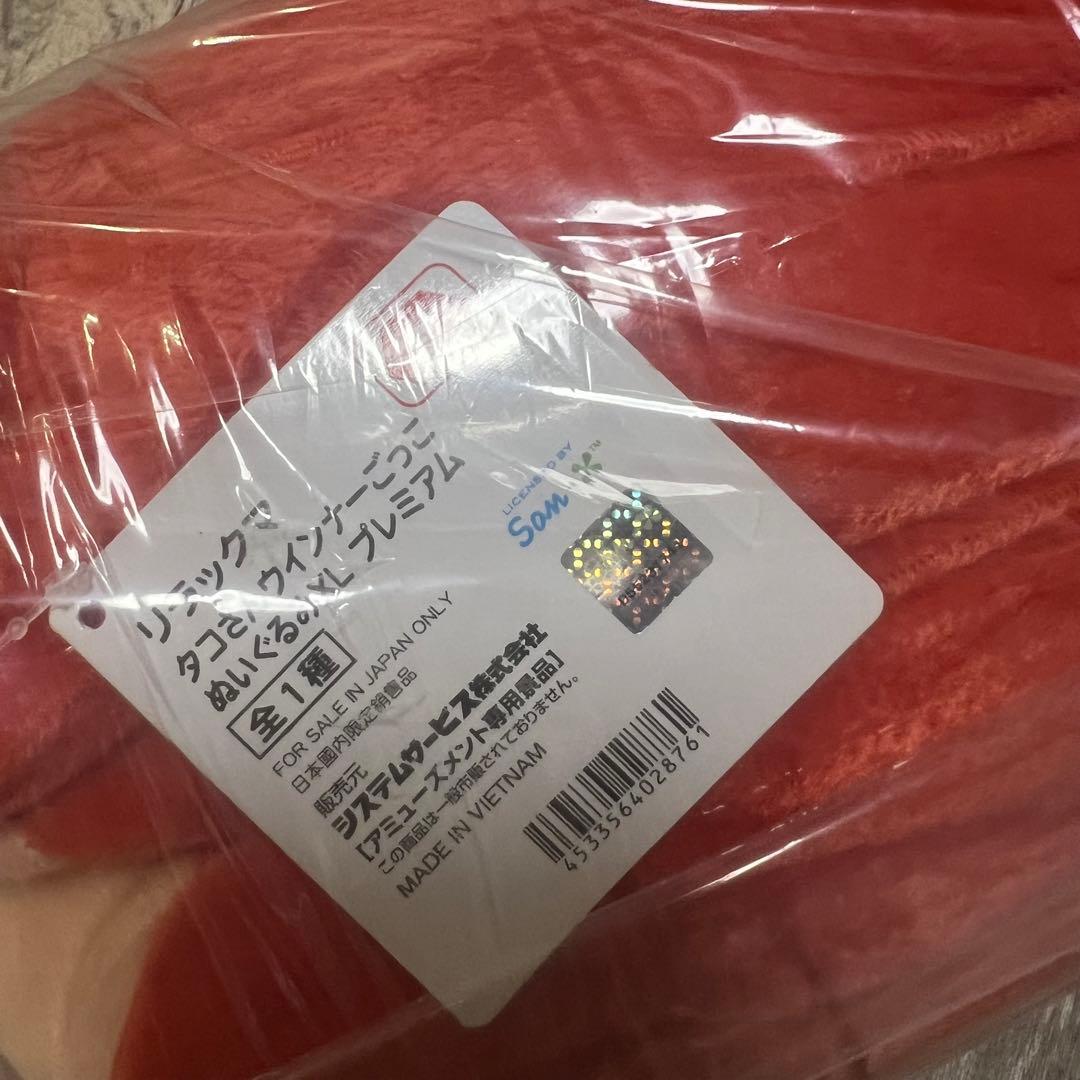 リラックマ
タコさんウインナーごっこ
ぬいぐるみXL プレミアム
全1種
FOR SALE IN JAPAN ONLY
日本國内限定銷售品
販売元
システムサービス株式会社
[アミューズメント専用景品]
この商品は一般市販されておりません。
MADE IN VIETNAM
LICENSED BY
San-X™
4533564028761